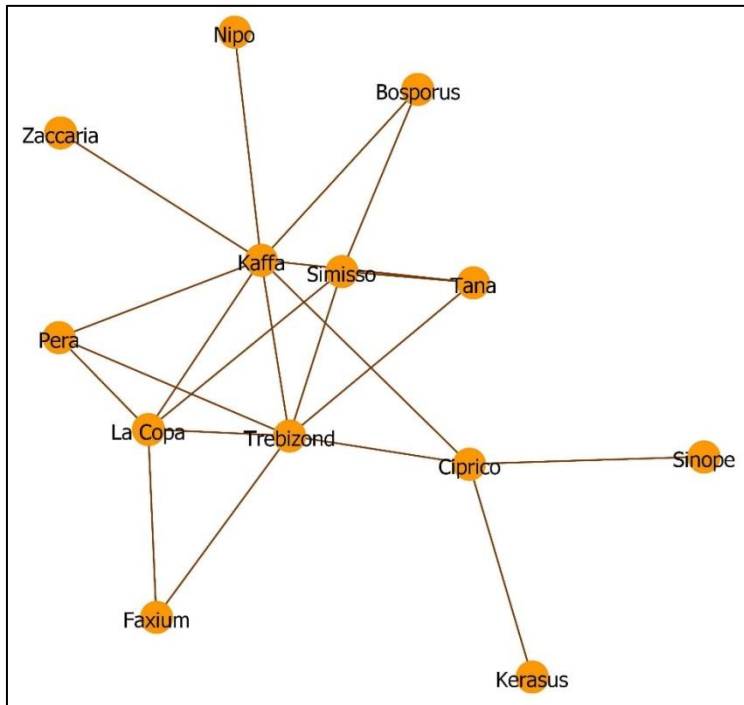 Nipo
Bosporus
Zaccaria
Kaffa
Simisso
Tana
Pera
La Copa
Trebizond
Ciprico
Sinope
Faxium
Kerasus